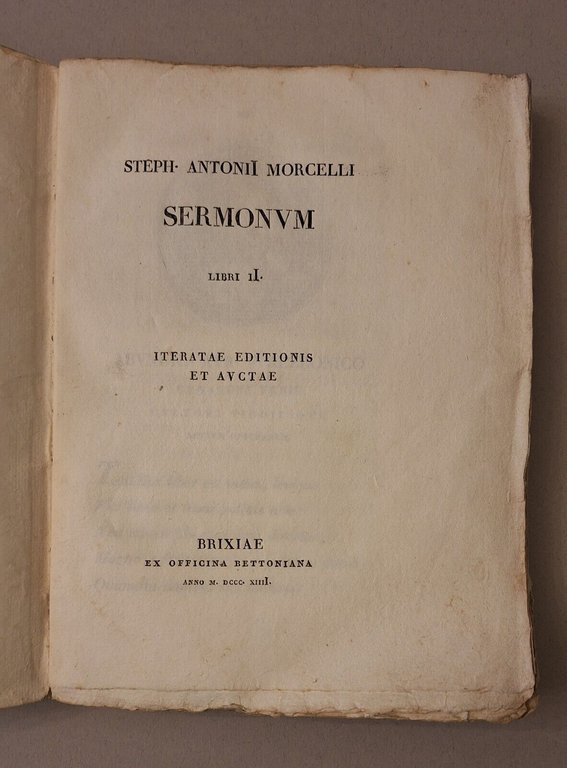 STEPH· ANTONII MORCELLI
SERMONVM
LIBRI II·
ITERATAE EDITIONIS
ET AVCTAE
BRIXIAE
EX OFFICINA BETTONIANA
ANNO M. DCCC. XIIII.